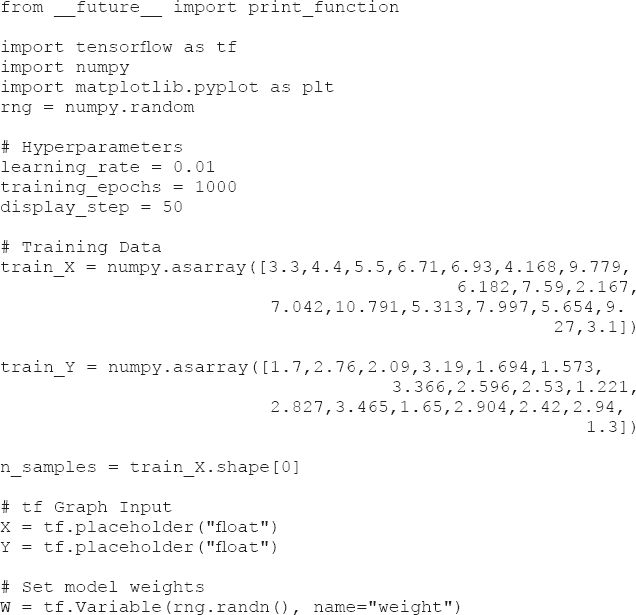 from __future__ import print_function
import tensorflow as tf
import numpy
import matplotlib.pyplot as plt
rng = numpy.random
# Hyperparameters
learning_rate = 0.01
training_epochs = 1000
display_step = 50
# Training Data
train_X = numpy.asarray([3.3,4.4,5.5,6.71,6.93,4.168,9.779,
6.182,7.59,2.167,
7.042,10.791,5.313,7.997,5.654,9.
27,3.1])
train_Y = numpy.asarray([1.7,2.76,2.09,3.19,1.694,1.573,
3.366,2.596,2.53,1.221,
2.827,3.465,1.65,2.904,2.42,2.94,
1.3])
n_samples = train_X.shape[0]
# tf Graph Input
X = tf.placeholder("float")
Y = tf.placeholder("float")
# Set model weights
W = tf.Variable(rng.randn(), name="weight")